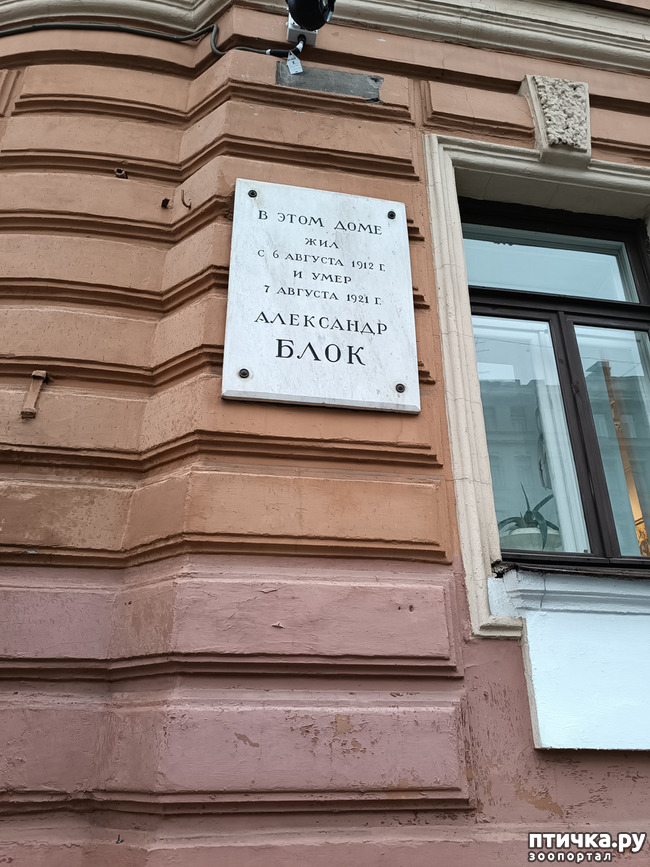 В ЭТОМ ДОМЕ
ЖИЛ
С 6 АВГУСТА 1912 Г.
И УМЕР
7 АВГУСТА 1921 Г.
АЛЕКСАНДР
БЛОК
птичка.ру
зоопортал